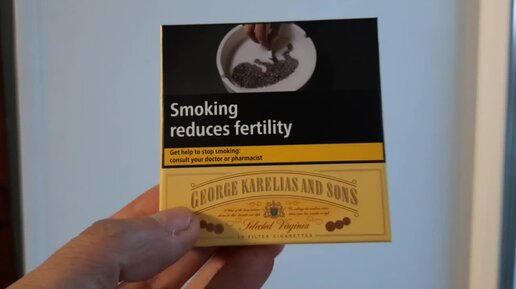 Smoking
reduces fertility
Get help to stop smoking:
consult your doctor or pharmacist
GEORGE KARELIAS AND SONS
Selected Virginia
FILTER CIGARETTES